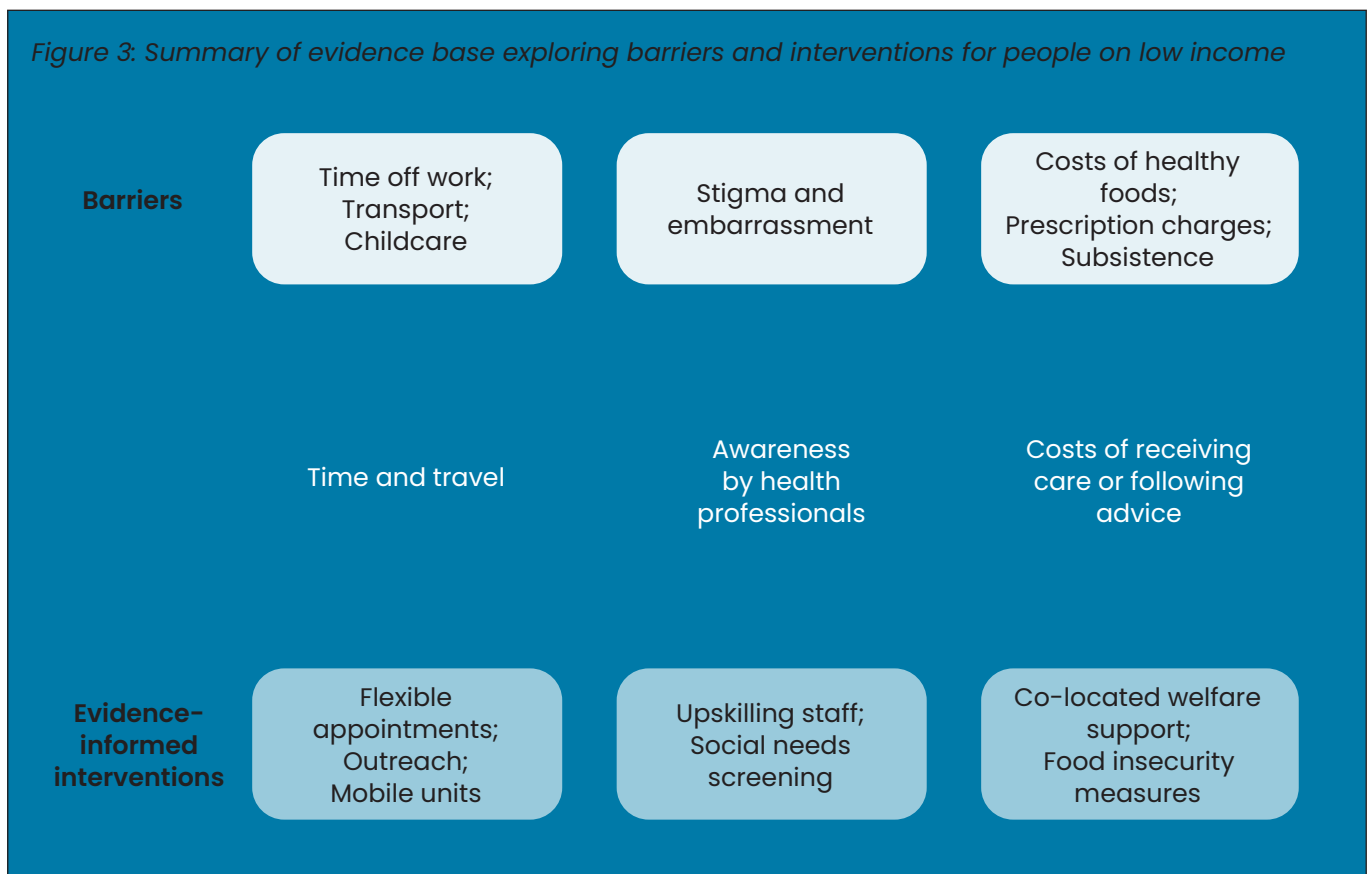 Figure 3: Summary of evidence base exploring barriers and interventions for people on low income
Barriers
Time off work;
Transport;
Childcare
Stigma and
embarrassment
Costs of healthy
foods;
Prescription charges;
Subsistence
Time and travel
Awareness
by health
professionals
Costs of receiving
care or following
advice
Evidence-
informed
interventions
Flexible
appointments;
Outreach;
Mobile units
Upskilling staff;
Social needs
screening
Co-located welfare
support;
Food insecurity
measures